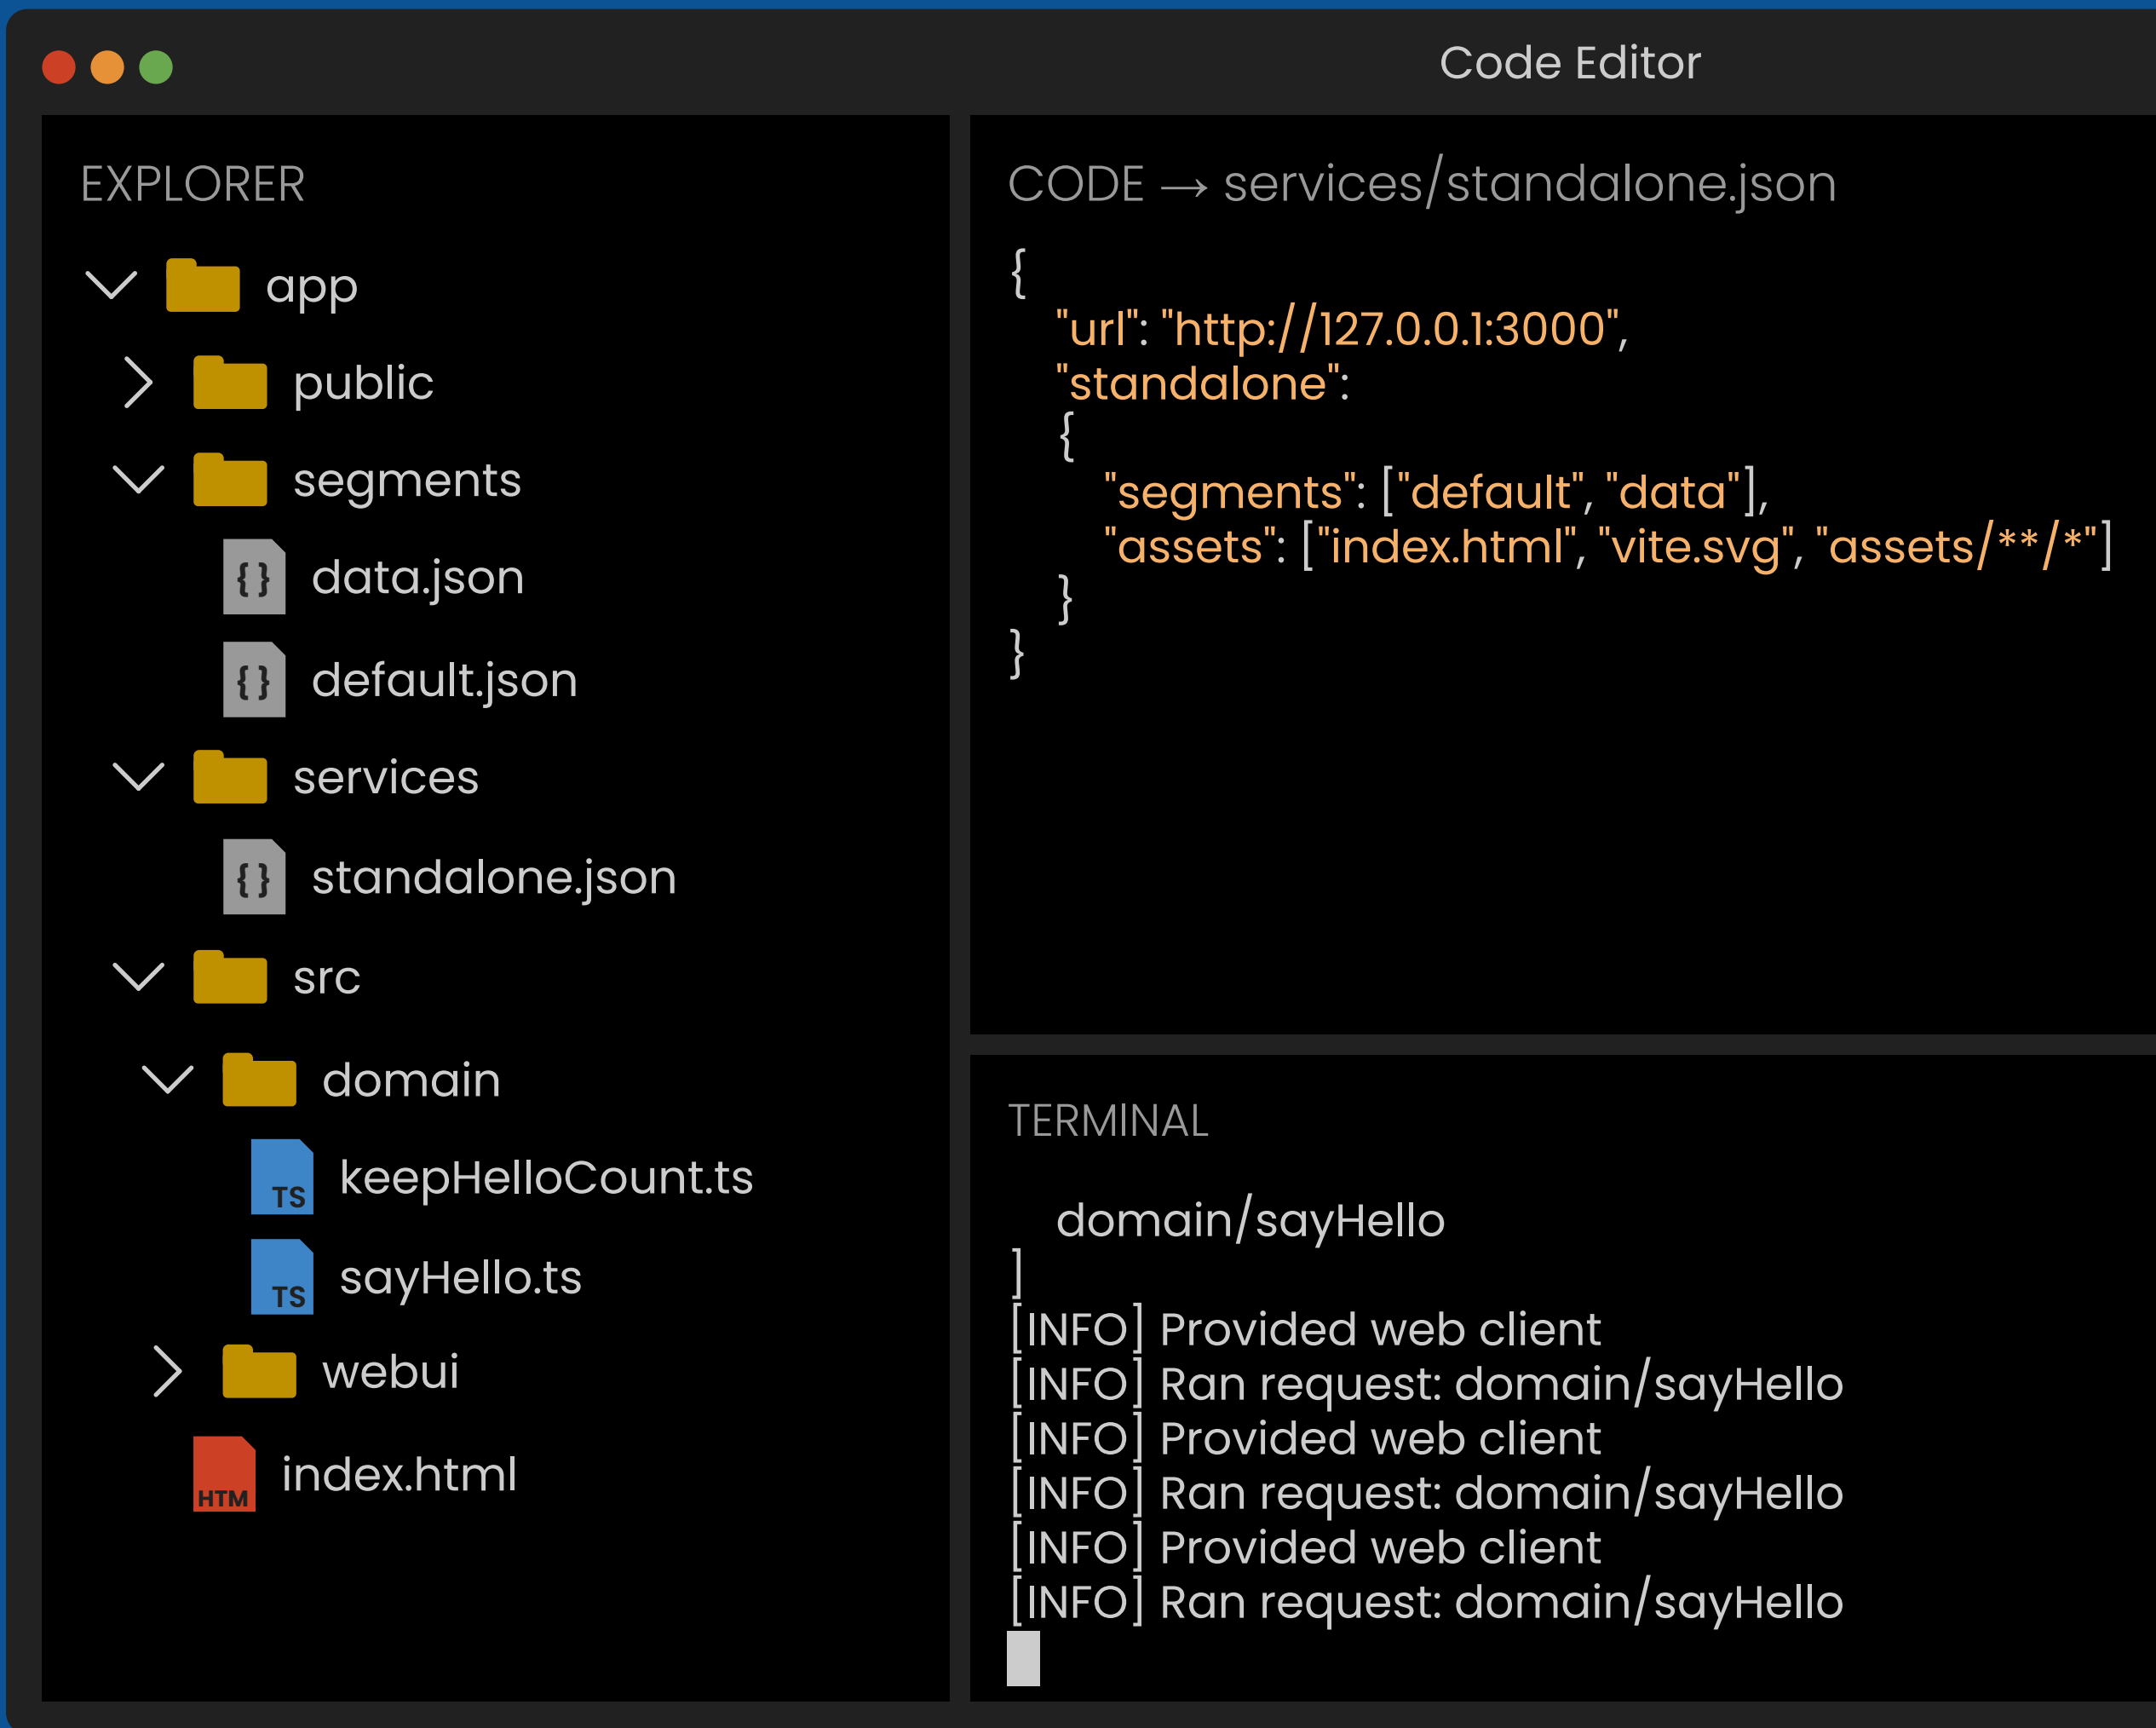 Code Editor
EXPLORER
app
public
segments
{ } data.json
{ } default.json
services
{ } standalone.json
src
domain
TS keepHelloCount.ts
TS sayHello.ts
webui
HTM index.html
CODE → services/standalone.json
{
"url": "http://127.0.0.1:3000",
"standalone":
{
"segments": ["default", "data"],
"assets": ["index.html", "vite.svg", "assets/**/*"]
}
}
TERMINAL
domain/sayHello
]
[INFO] Provided web client
[INFO] Ran request: domain/sayHello
[INFO] Provided web client
[INFO] Ran request: domain/sayHello
[INFO] Provided web client
[INFO] Ran request: domain/sayHello